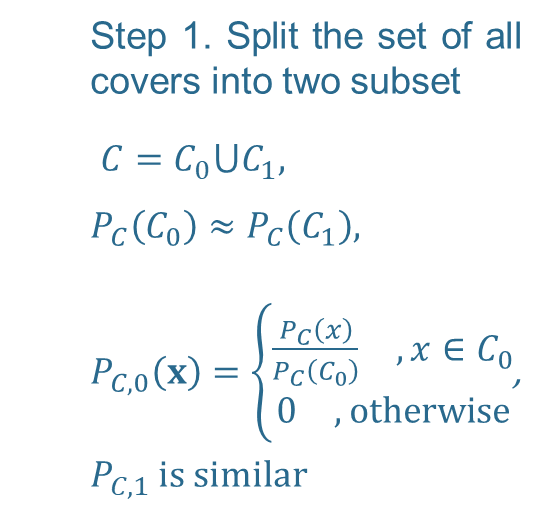 Step 1. Split the set of all
covers into two subset
C = C₀⋃C₁,
P_C(C₀) ≈ P_C(C₁),
P_{C,0}(𝐱) = { P_C(x) / P_C(C₀) , x ∈ C₀,
0 , otherwise
P_{C,1} is similar